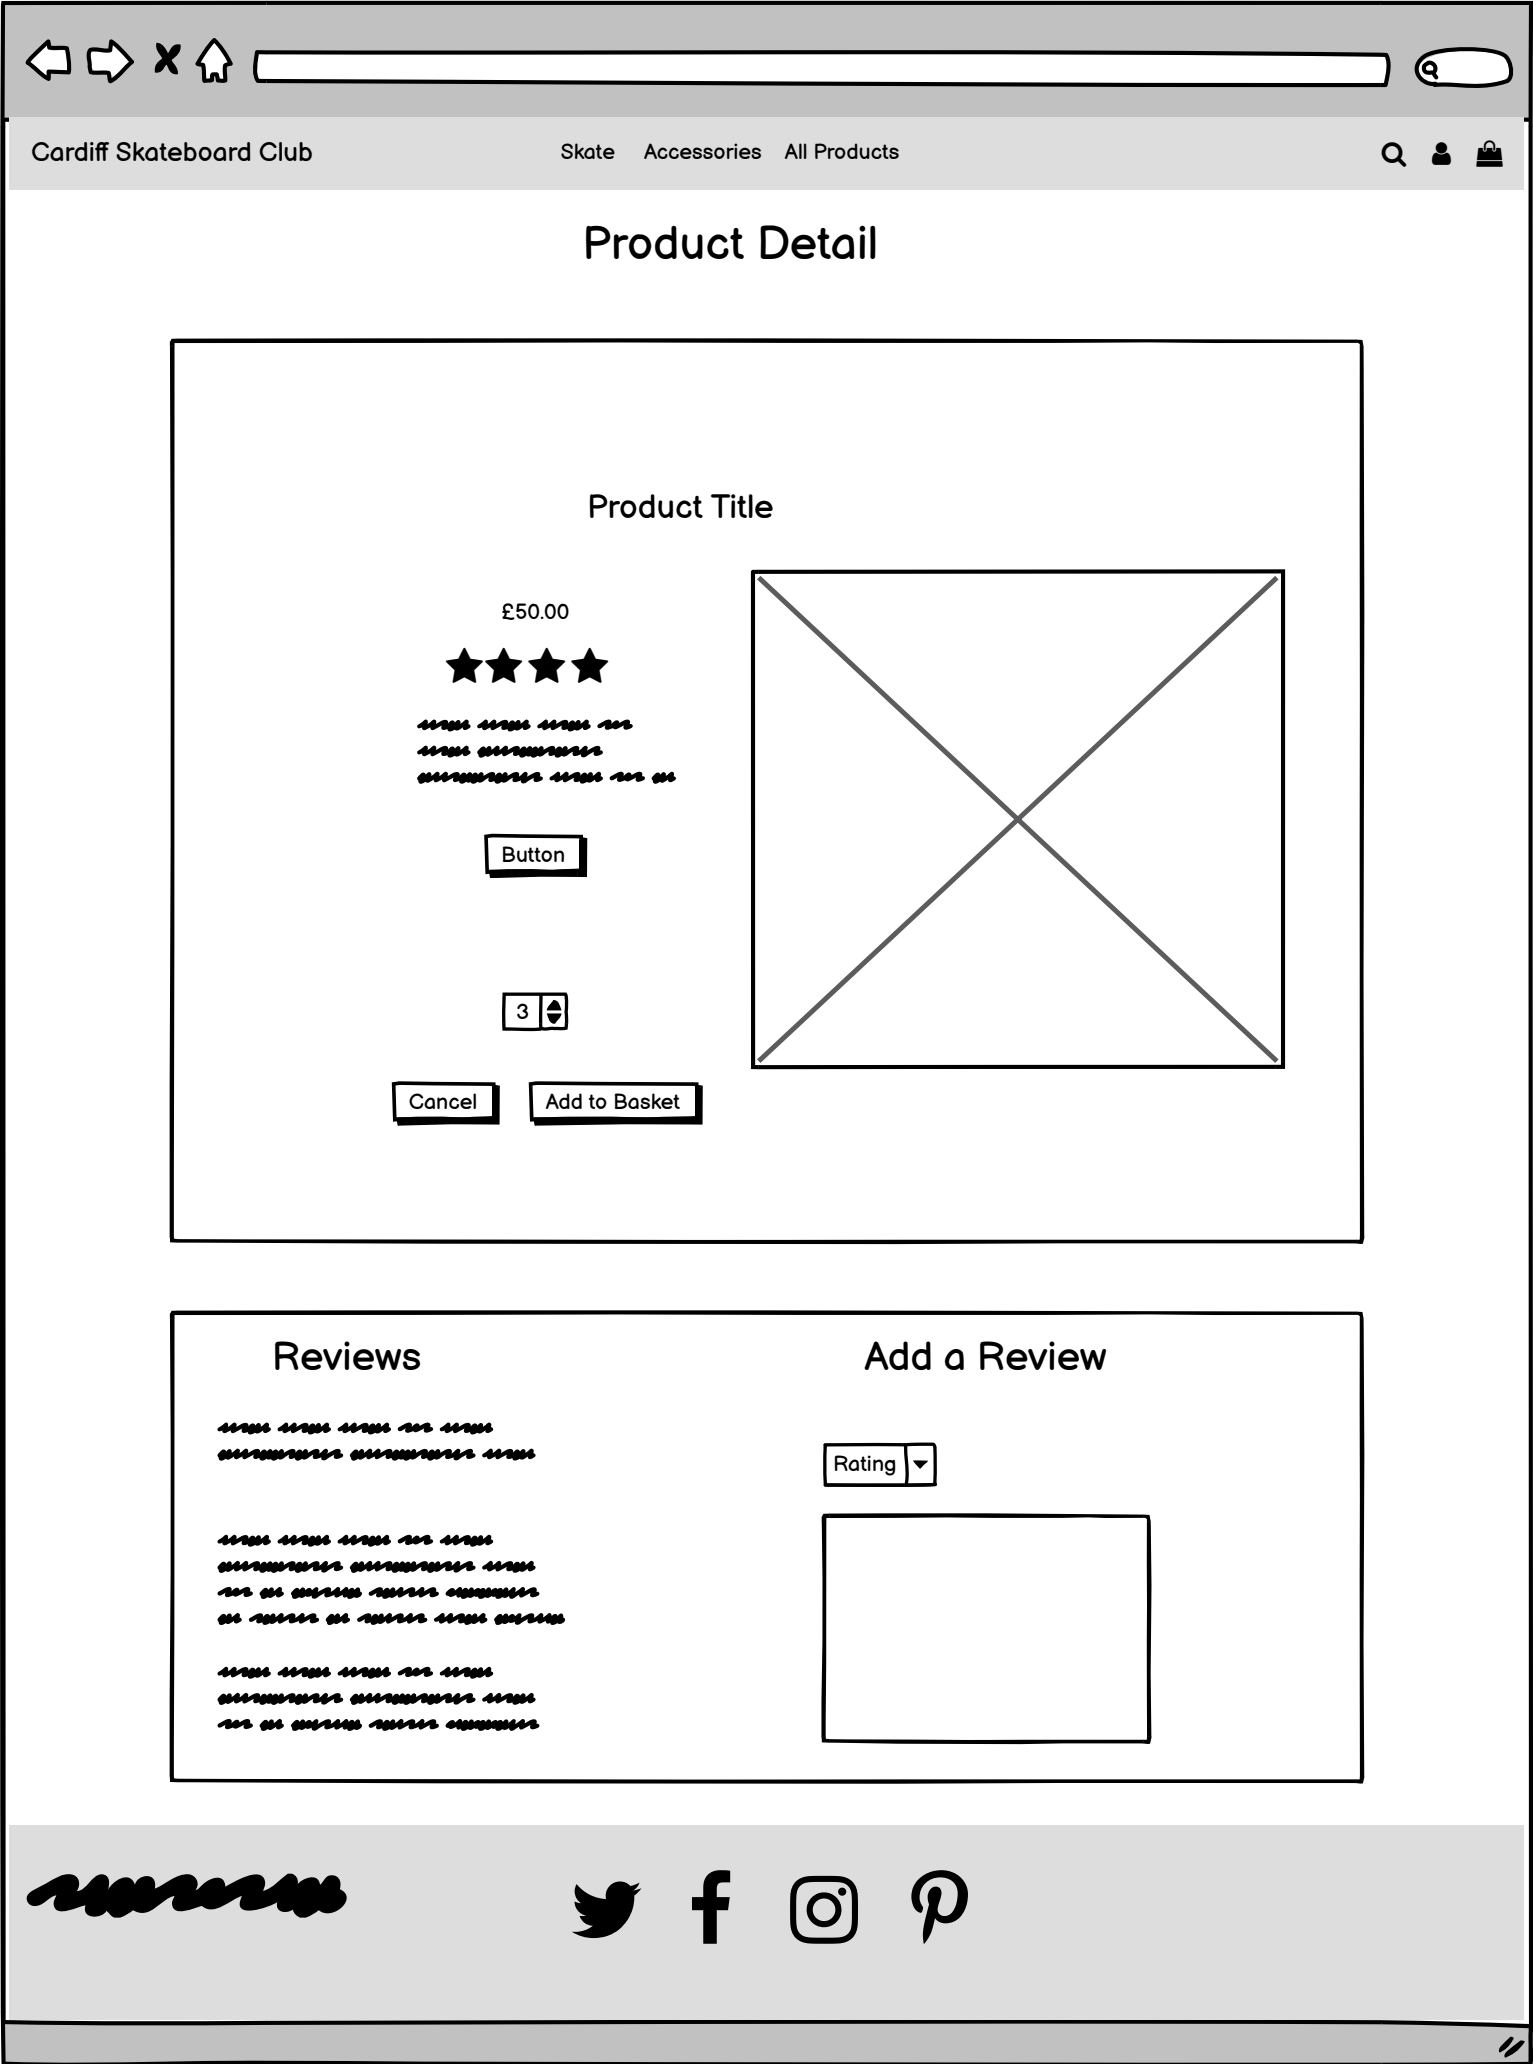 Cardiff Skateboard Club
Skate Accessories All Products
Product Detail
Product Title
£50.00
Button
3
Cancel Add to Basket
Reviews Add a Review
Rating